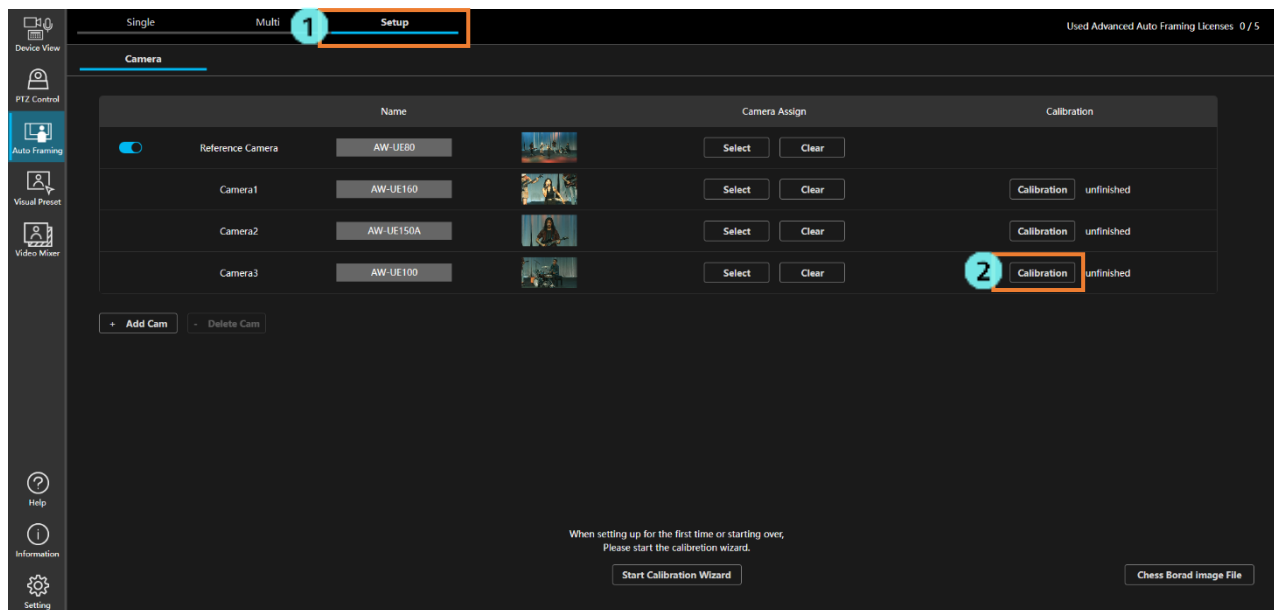 Single
Multi
1
Setup
Used Advanced Auto Framing Licenses 0 / 5
Device View
Camera
PTZ Control
Auto Framing
Visual Preset
Video Mixer
Name
Camera Assign
Calibration
Reference Camera
AW-UE80
Select
Clear
Camera1
AW-UE160
Select
Clear
Calibration
unfinished
Camera2
AW-UE150A
Select
Clear
Calibration
unfinished
Camera3
AW-UE100
Select
Clear
2
Calibration
unfinished
+ Add Cam
- Delete Cam
Help
Information
Setting
When setting up for the first time or starting over,
Please start the calibretion wizard.
Start Calibration Wizard
Chess Borad image File